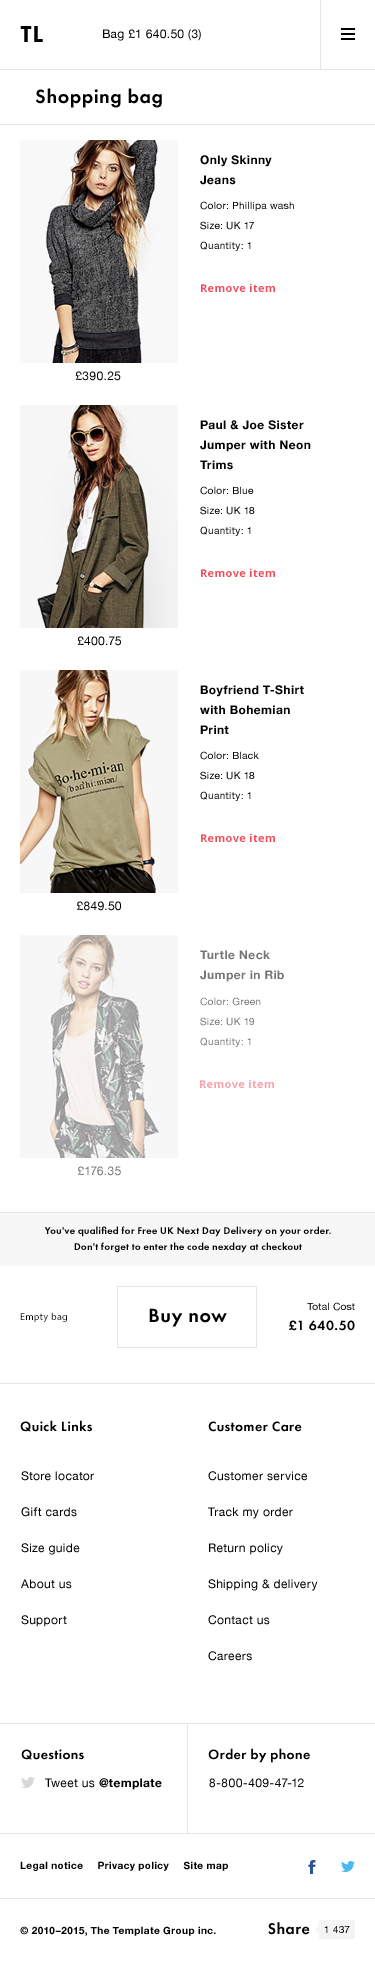 TL
Bag £1 640.50 (3)
Shopping bag
Only Skinny
Jeans
Color: Phillipa wash
Size: UK 17
Quantity: 1
Remove item
£390.25
Paul & Joe Sister
Jumper with Neon
Trims
Color: Blue
Size: UK 18
Quantity: 1
Remove item
£400.75
Boyfriend T-Shirt
with Bohemian
Print
Color: Black
Size: UK 18
Quantity: 1
Remove item
Bo·he·mi·an
£849.50
Turtle Neck
Jumper in Rib
Color: Green
Size: UK 19
Quantity: 1
Remove item
£176.35
You've qualified for Free UK Next Day Delivery on your order.
Don't forget to enter the code nexday at checkout
Empty bag
Buy now
Total Cost
£1 640.50
Quick Links
Store locator
Gift cards
Size guide
About us
Support
Customer Care
Customer service
Track my order
Return policy
Shipping & delivery
Contact us
Careers
Questions
Tweet us @template
Order by phone
8-800-409-47-12
Legal notice Privacy policy Site map
© 2010–2015, The Template Group inc.
Share 1 437